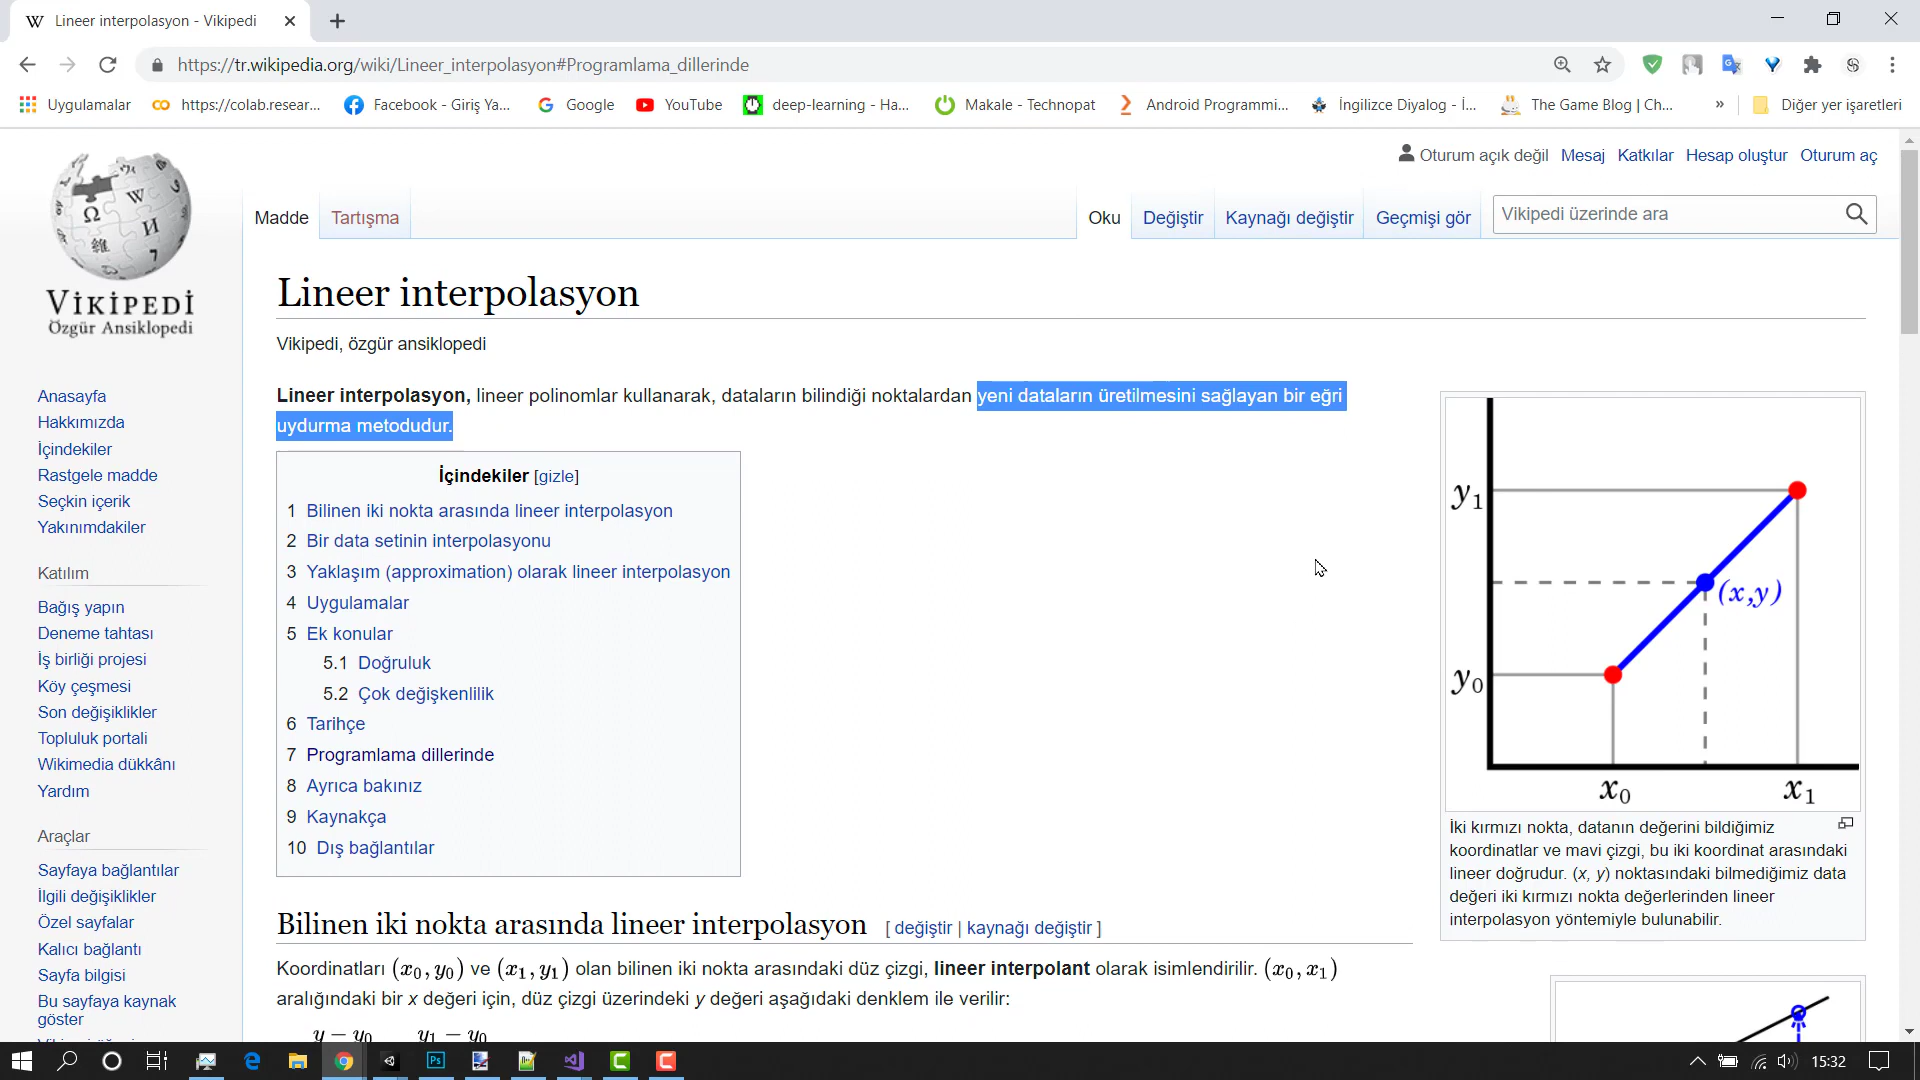 Lineer interpolasyon - Vikipedi
https://tr.wikipedia.org/wiki/Lineer_interpolasyon#Programlama_dillerinde
Uygulamalar
https://colab.resear...
Facebook - Giriş Ya...
Google
YouTube
deep-learning - Ha...
Makale - Technopat
Android Programmi...
İngilizce Diyalog - İ...
The Game Blog | Ch...
»
Diğer yer işaretleri
Oturum açık değil Mesaj Katkılar Hesap oluştur Oturum aç
Madde Tartışma Oku Değiştir Kaynağı değiştir Geçmişi gör Vikipedi üzerinde ara
VİKİPEDİ
Özgür Ansiklopedi
Anasayfa
Hakkımızda
İçindekiler
Rastgele madde
Seçkin içerik
Yakınımdakiler
Katılım
Bağış yapın
Deneme tahtası
İş birliği projesi
Köy çeşmesi
Son değişiklikler
Topluluk portali
Wikimedia dükkânı
Yardım
Araçlar
Sayfaya bağlantılar
İlgili değişiklikler
Özel sayfalar
Kalıcı bağlantı
Sayfa bilgisi
Bu sayfaya kaynak
göster
Lineer interpolasyon
Vikipedi, özgür ansiklopedi
Lineer interpolasyon, lineer polinomlar kullanarak, dataların bilindiği noktalardan yeni dataların üretilmesini sağlayan bir eğri
uydurma metodudur.
İçindekiler [gizle]
1 Bilinen iki nokta arasında lineer interpolasyon
2 Bir data setinin interpolasyonu
3 Yaklaşım (approximation) olarak lineer interpolasyon
4 Uygulamalar
5 Ek konular
5.1 Doğruluk
5.2 Çok değişkenlilik
6 Tarihçe
7 Programlama dillerinde
8 Ayrıca bakınız
9 Kaynakça
10 Dış bağlantılar
y₁
(x,y)
y₀
x₀ x₁
İki kırmızı nokta, datanın değerini bildiğimiz
koordinatlar ve mavi çizgi, bu iki koordinat arasındaki
lineer doğrudur. (x, y) noktasındaki bilmediğimiz data
değeri iki kırmızı nokta değerlerinden lineer
interpolasyon yöntemiyle bulunabilir.
Bilinen iki nokta arasında lineer interpolasyon [ değiştir | kaynağı değiştir ]
Koordinatları (x₀, y₀) ve (x₁, y₁) olan bilinen iki nokta arasındaki düz çizgi, lineer interpolant olarak isimlendirilir. (x₀, x₁)
aralığındaki bir x değeri için, düz çizgi üzerindeki y değeri aşağıdaki denklem ile verilir:
y − y₀ y₁ − y₀
15:32